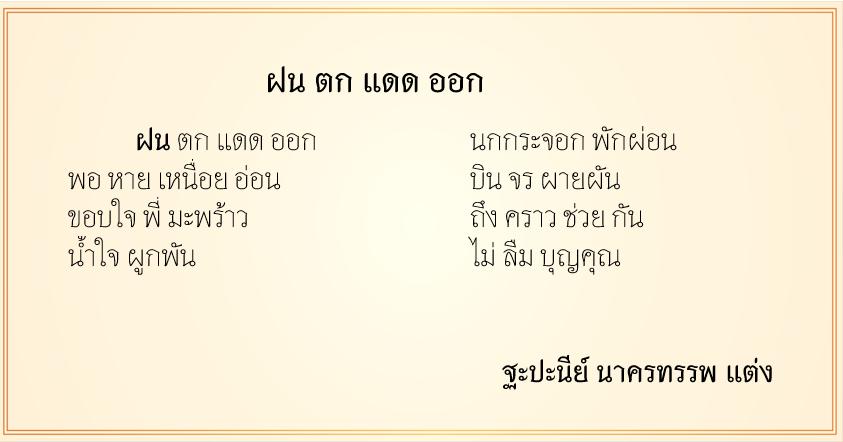 ฝน ตก แดด ออก
ฝน ตก แดด ออก นกกระจอก พักผ่อน
พอ หาย เหนื่อย อ่อน บิน จร ผายผัน
ขอบใจ พี่ มะพร้าว ถึง คราว ช่วย กัน
น้ำใจ ผูกพัน ไม่ ลืม บุญคุณ
ฐะปะนีย์ นาครทรรพ แต่ง